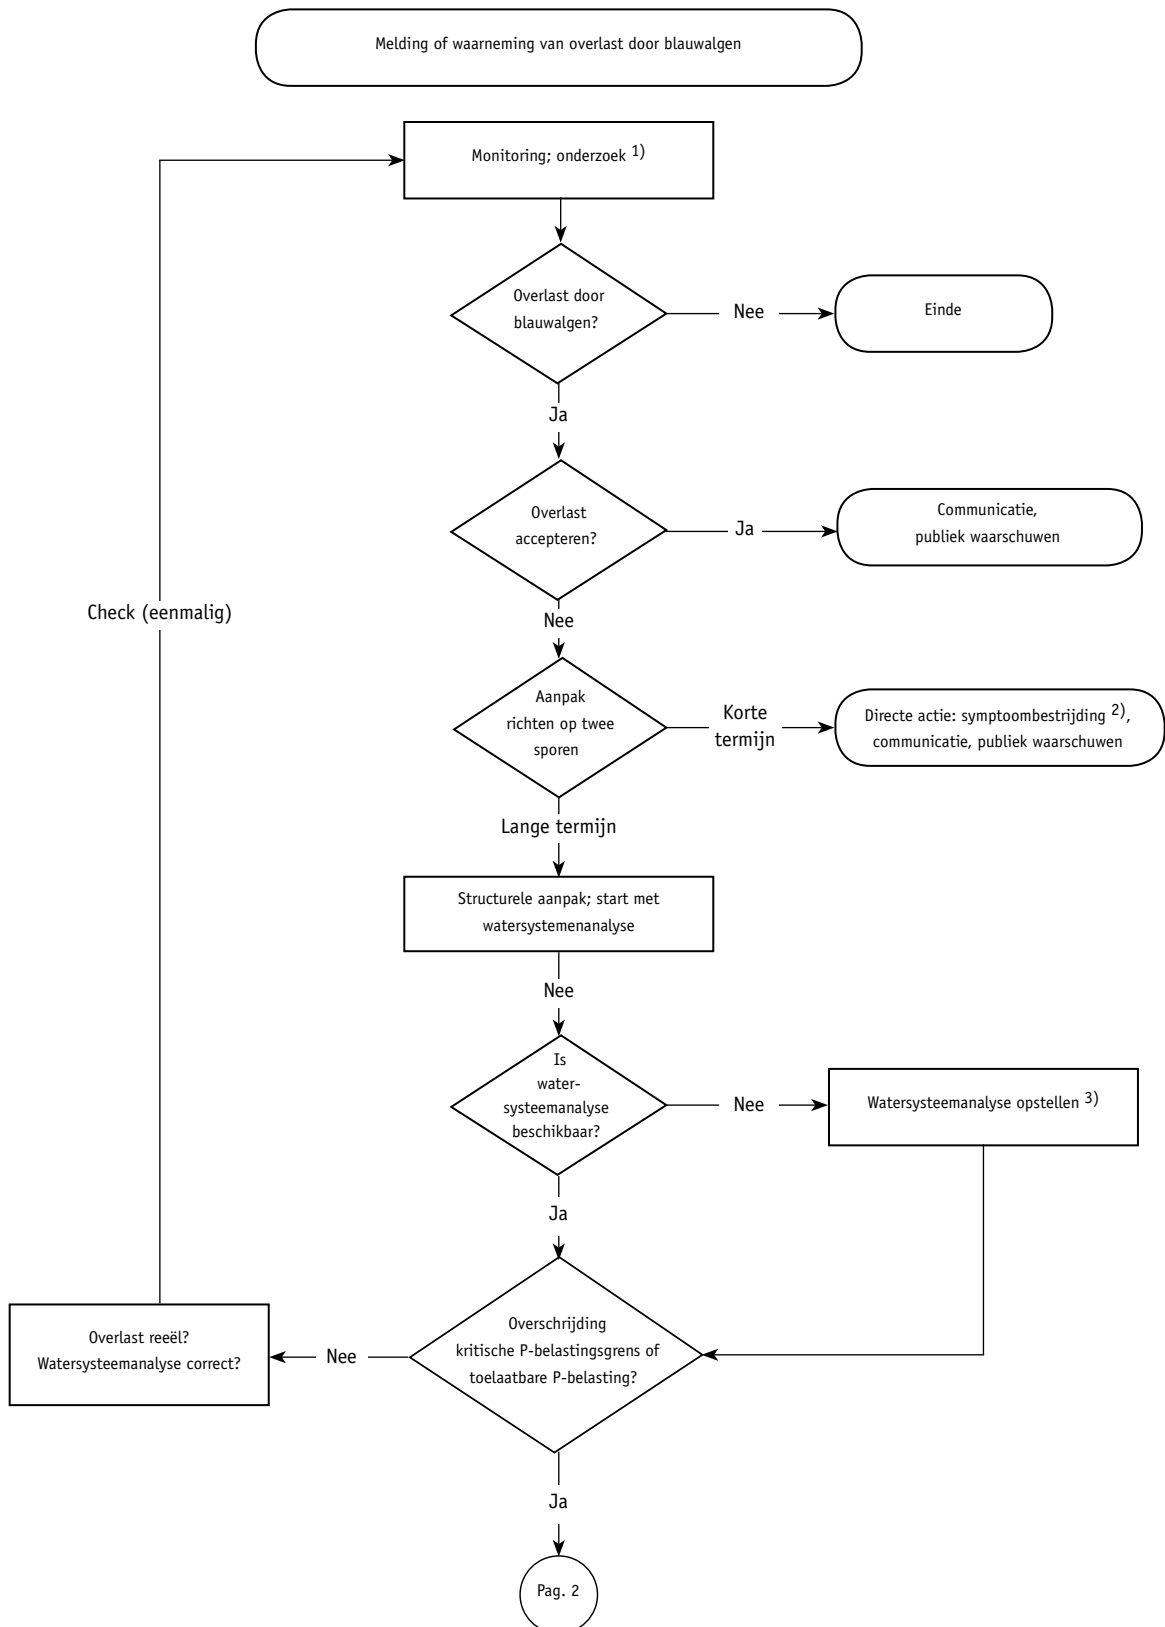 Melding of waarneming van overlast door blauwalgen
Monitoring; onderzoek 1)
Overlast door
blauwalgen?
Nee
Einde
Ja
Overlast
accepteren?
Ja
Communicatie,
publiek waarschuwen
Check (eenmalig)
Nee
Aanpak
richten op twee
sporen
Korte
termijn
Directe actie: symptoombestrijding 2),
communicatie, publiek waarschuwen
Lange termijn
Structurele aanpak; start met
watersystemenanalyse
Nee
Is
water-
systeemanalyse
beschikbaar?
Nee
Watersysteemanalyse opstellen 3)
Ja
Overschrijding
kritische P-belastingsgrens of
toelaatbare P-belasting?
Nee
Overlast reeël?
Watersysteemanalyse correct?
Ja
Pag. 2